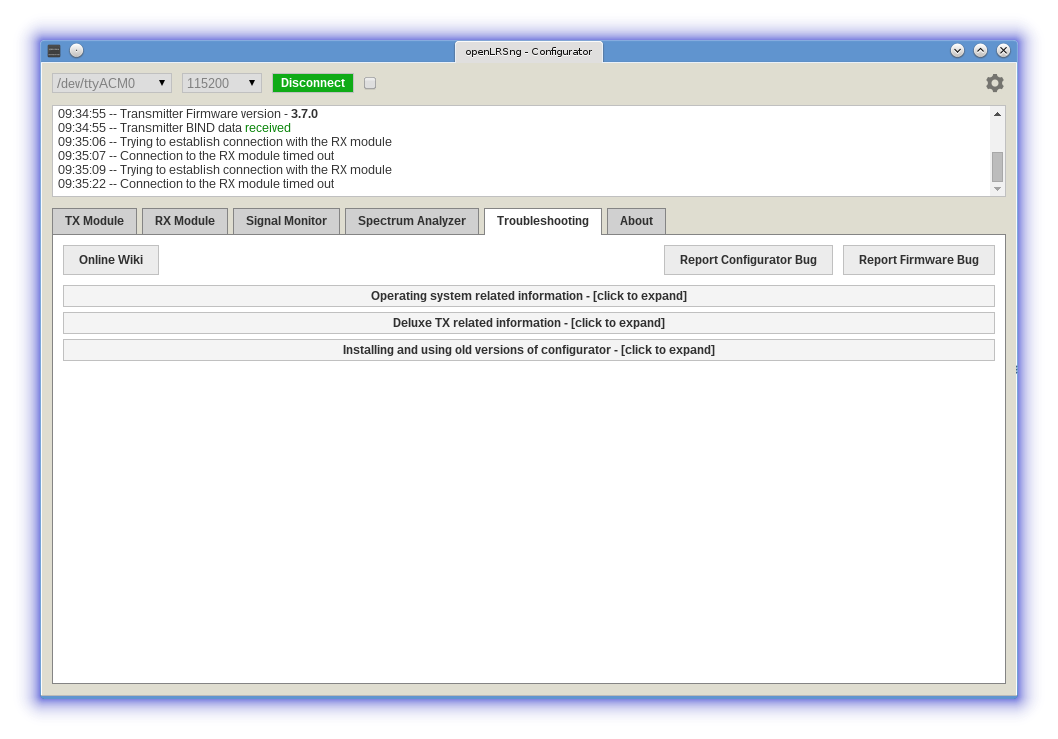 openLRSng - Configurator
/dev/ttyACM0 115200 Disconnect
09:34:55 -- Transmitter Firmware version - 3.7.0
09:34:55 -- Transmitter BIND data received
09:35:06 -- Trying to establish connection with the RX module
09:35:07 -- Connection to the RX module timed out
09:35:09 -- Trying to establish connection with the RX module
09:35:22 -- Connection to the RX module timed out
TX Module RX Module Signal Monitor Spectrum Analyzer Troubleshooting About
Online Wiki Report Configurator Bug Report Firmware Bug
Operating system related information - [click to expand]
Deluxe TX related information - [click to expand]
Installing and using old versions of configurator - [click to expand]